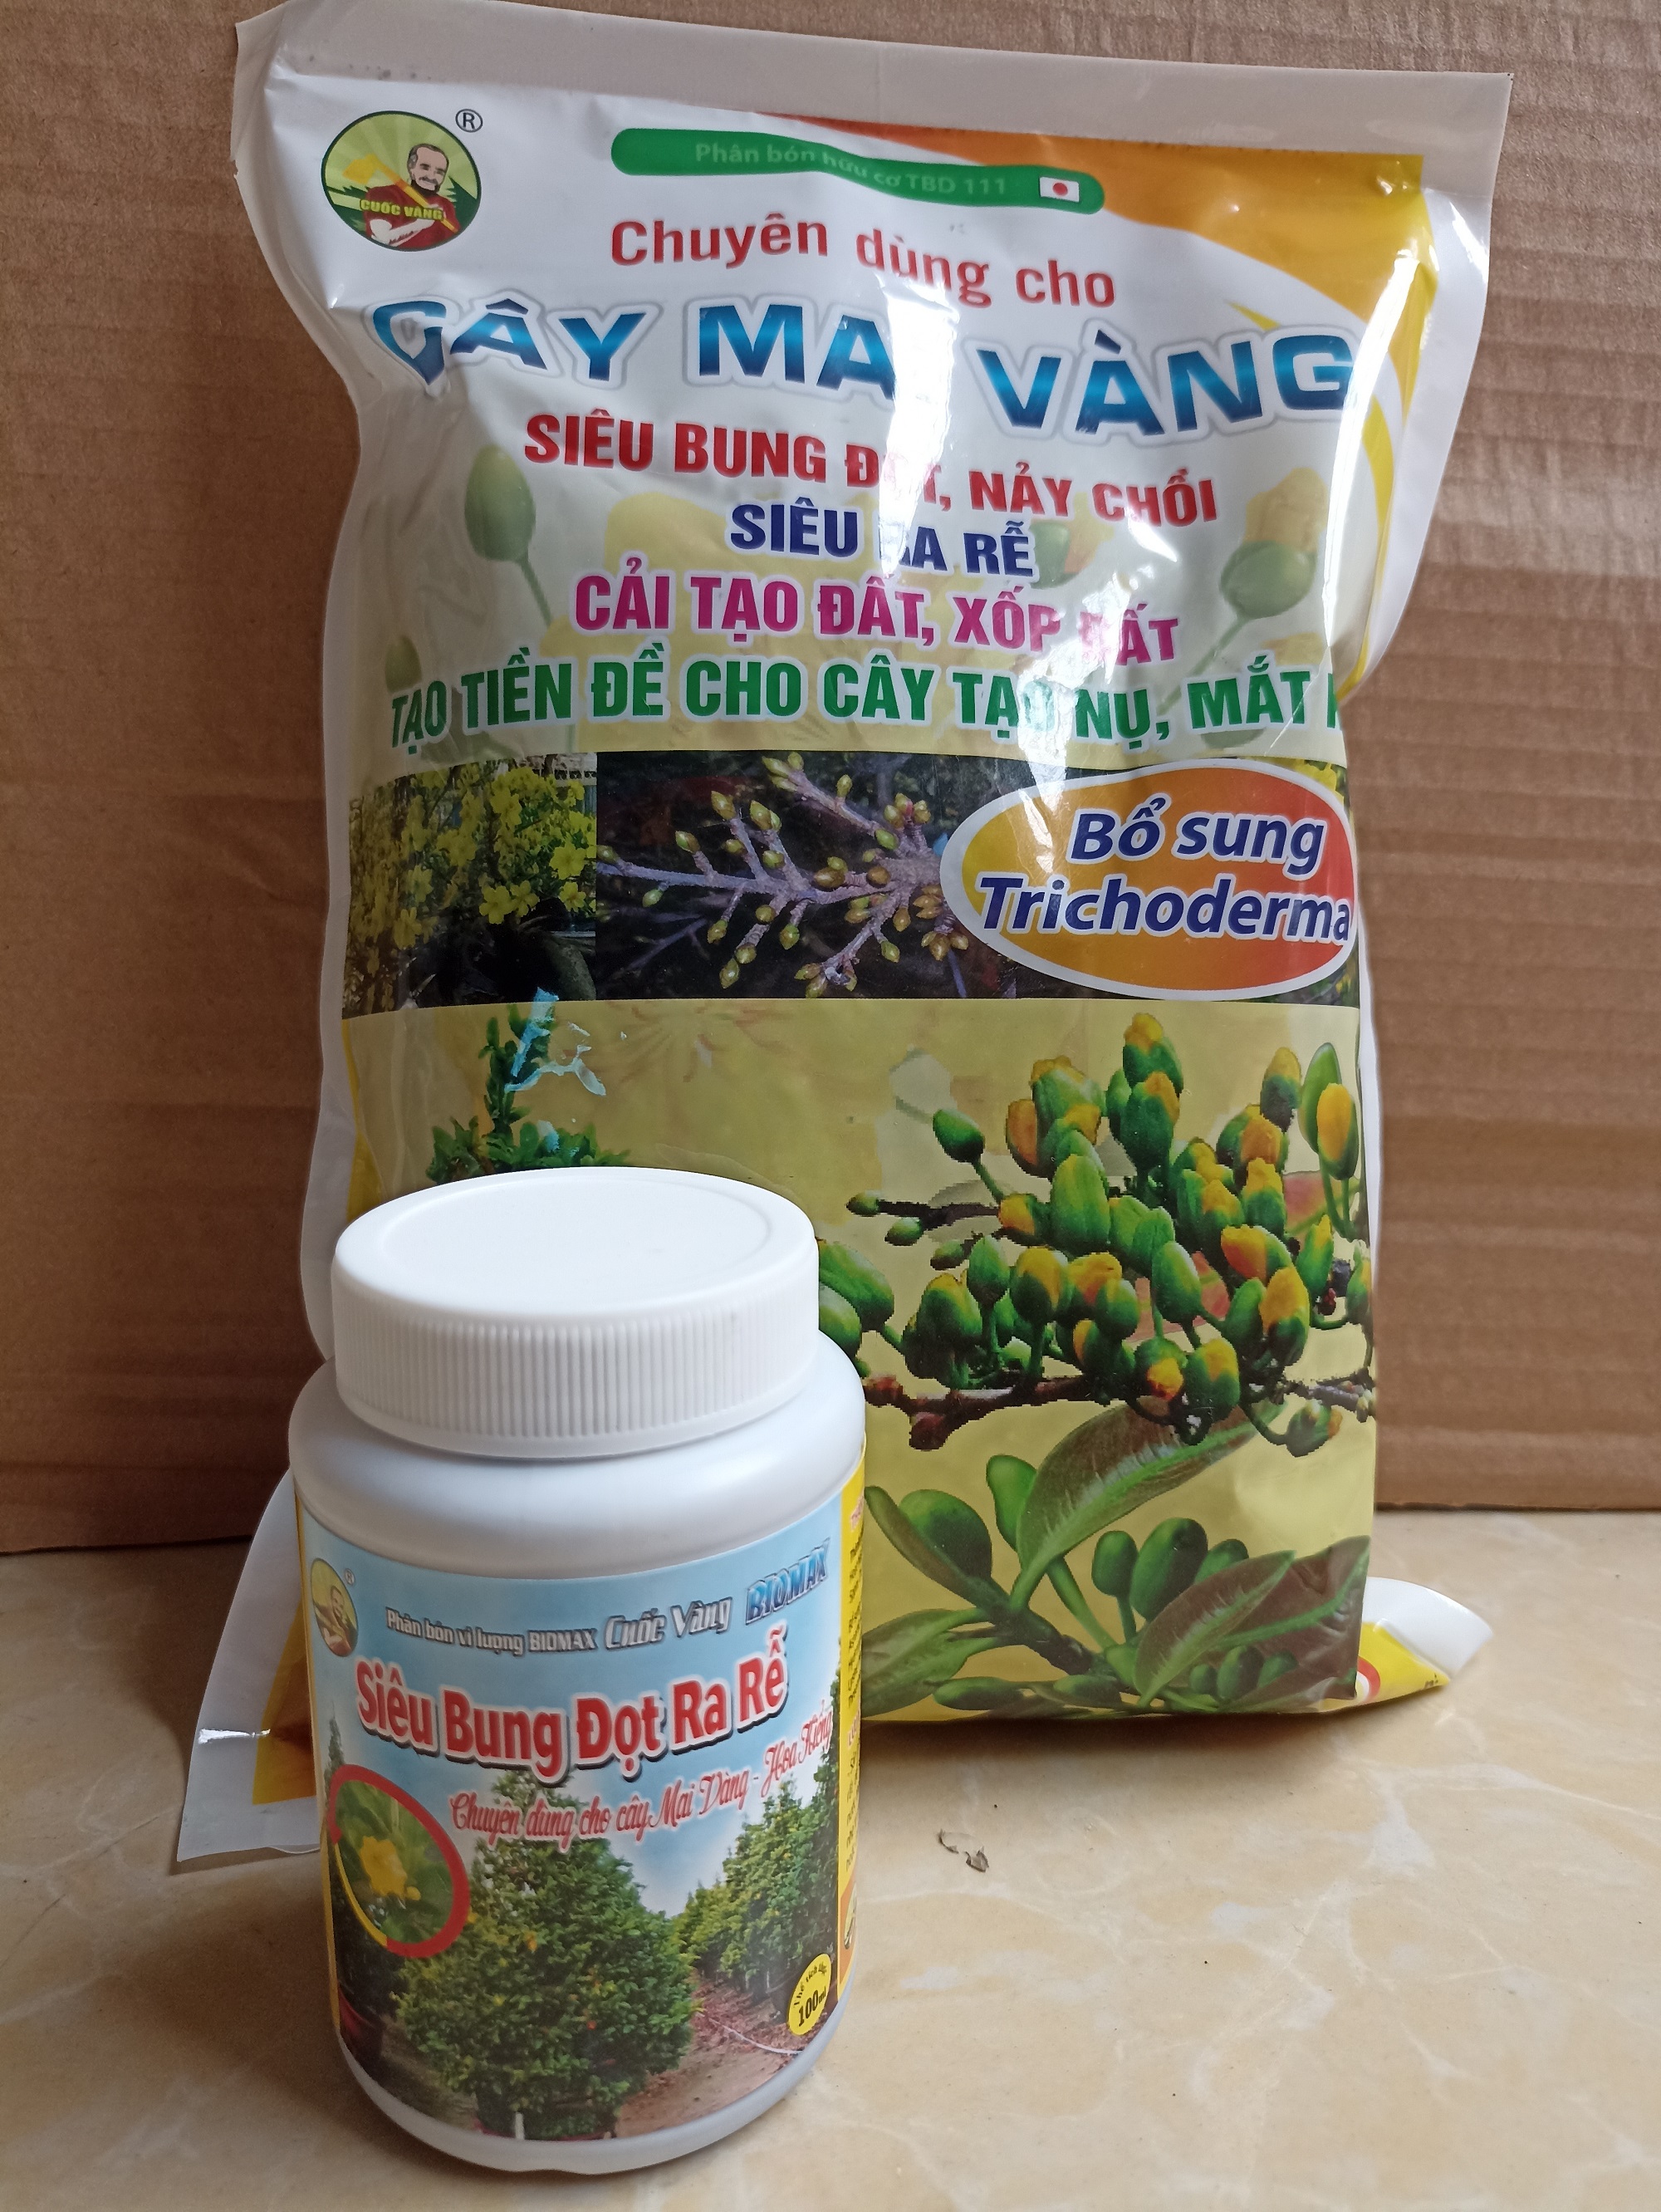 ®
CUỐC VÀNG
Phân bón hữu cơ TBD 111
Chuyên dùng cho
CÂY MAI VÀNG
SIÊU BUNG ĐỌT, NẢY CHỒI
SIÊU RA RỄ
CẢI TẠO ĐẤT, XỐP ĐẤT
TẠO TIỀN ĐỀ CHO CÂY TẠO NỤ, MẮT
Bổ sung
Trichoderma
®
Phân bón vi lượng BIOMAX Cuốc Vàng BIOMAX
Siêu Bung Đọt Ra Rễ
Chuyên dùng cho cây Mai Vàng - Hoa Kiểng
100ml